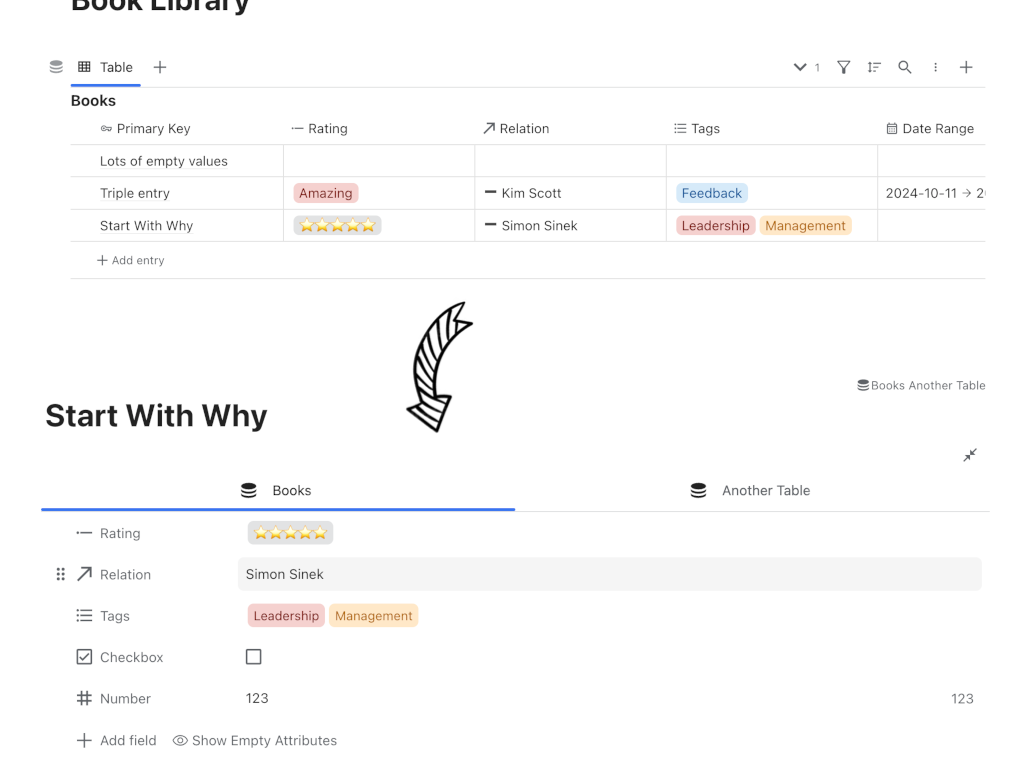 Book Library
Table
1
Books
Primary Key Rating Relation Tags Date Range
Lots of empty values
Triple entry Amazing Kim Scott Feedback 2024-10-11 → 20
Start With Why ⭐⭐⭐⭐⭐ Simon Sinek Leadership Management
Add entry
Books Another Table
Start With Why
Books Another Table
Rating ⭐⭐⭐⭐⭐
Relation Simon Sinek
Tags Leadership Management
Checkbox
Number 123 123
Add field Show Empty Attributes